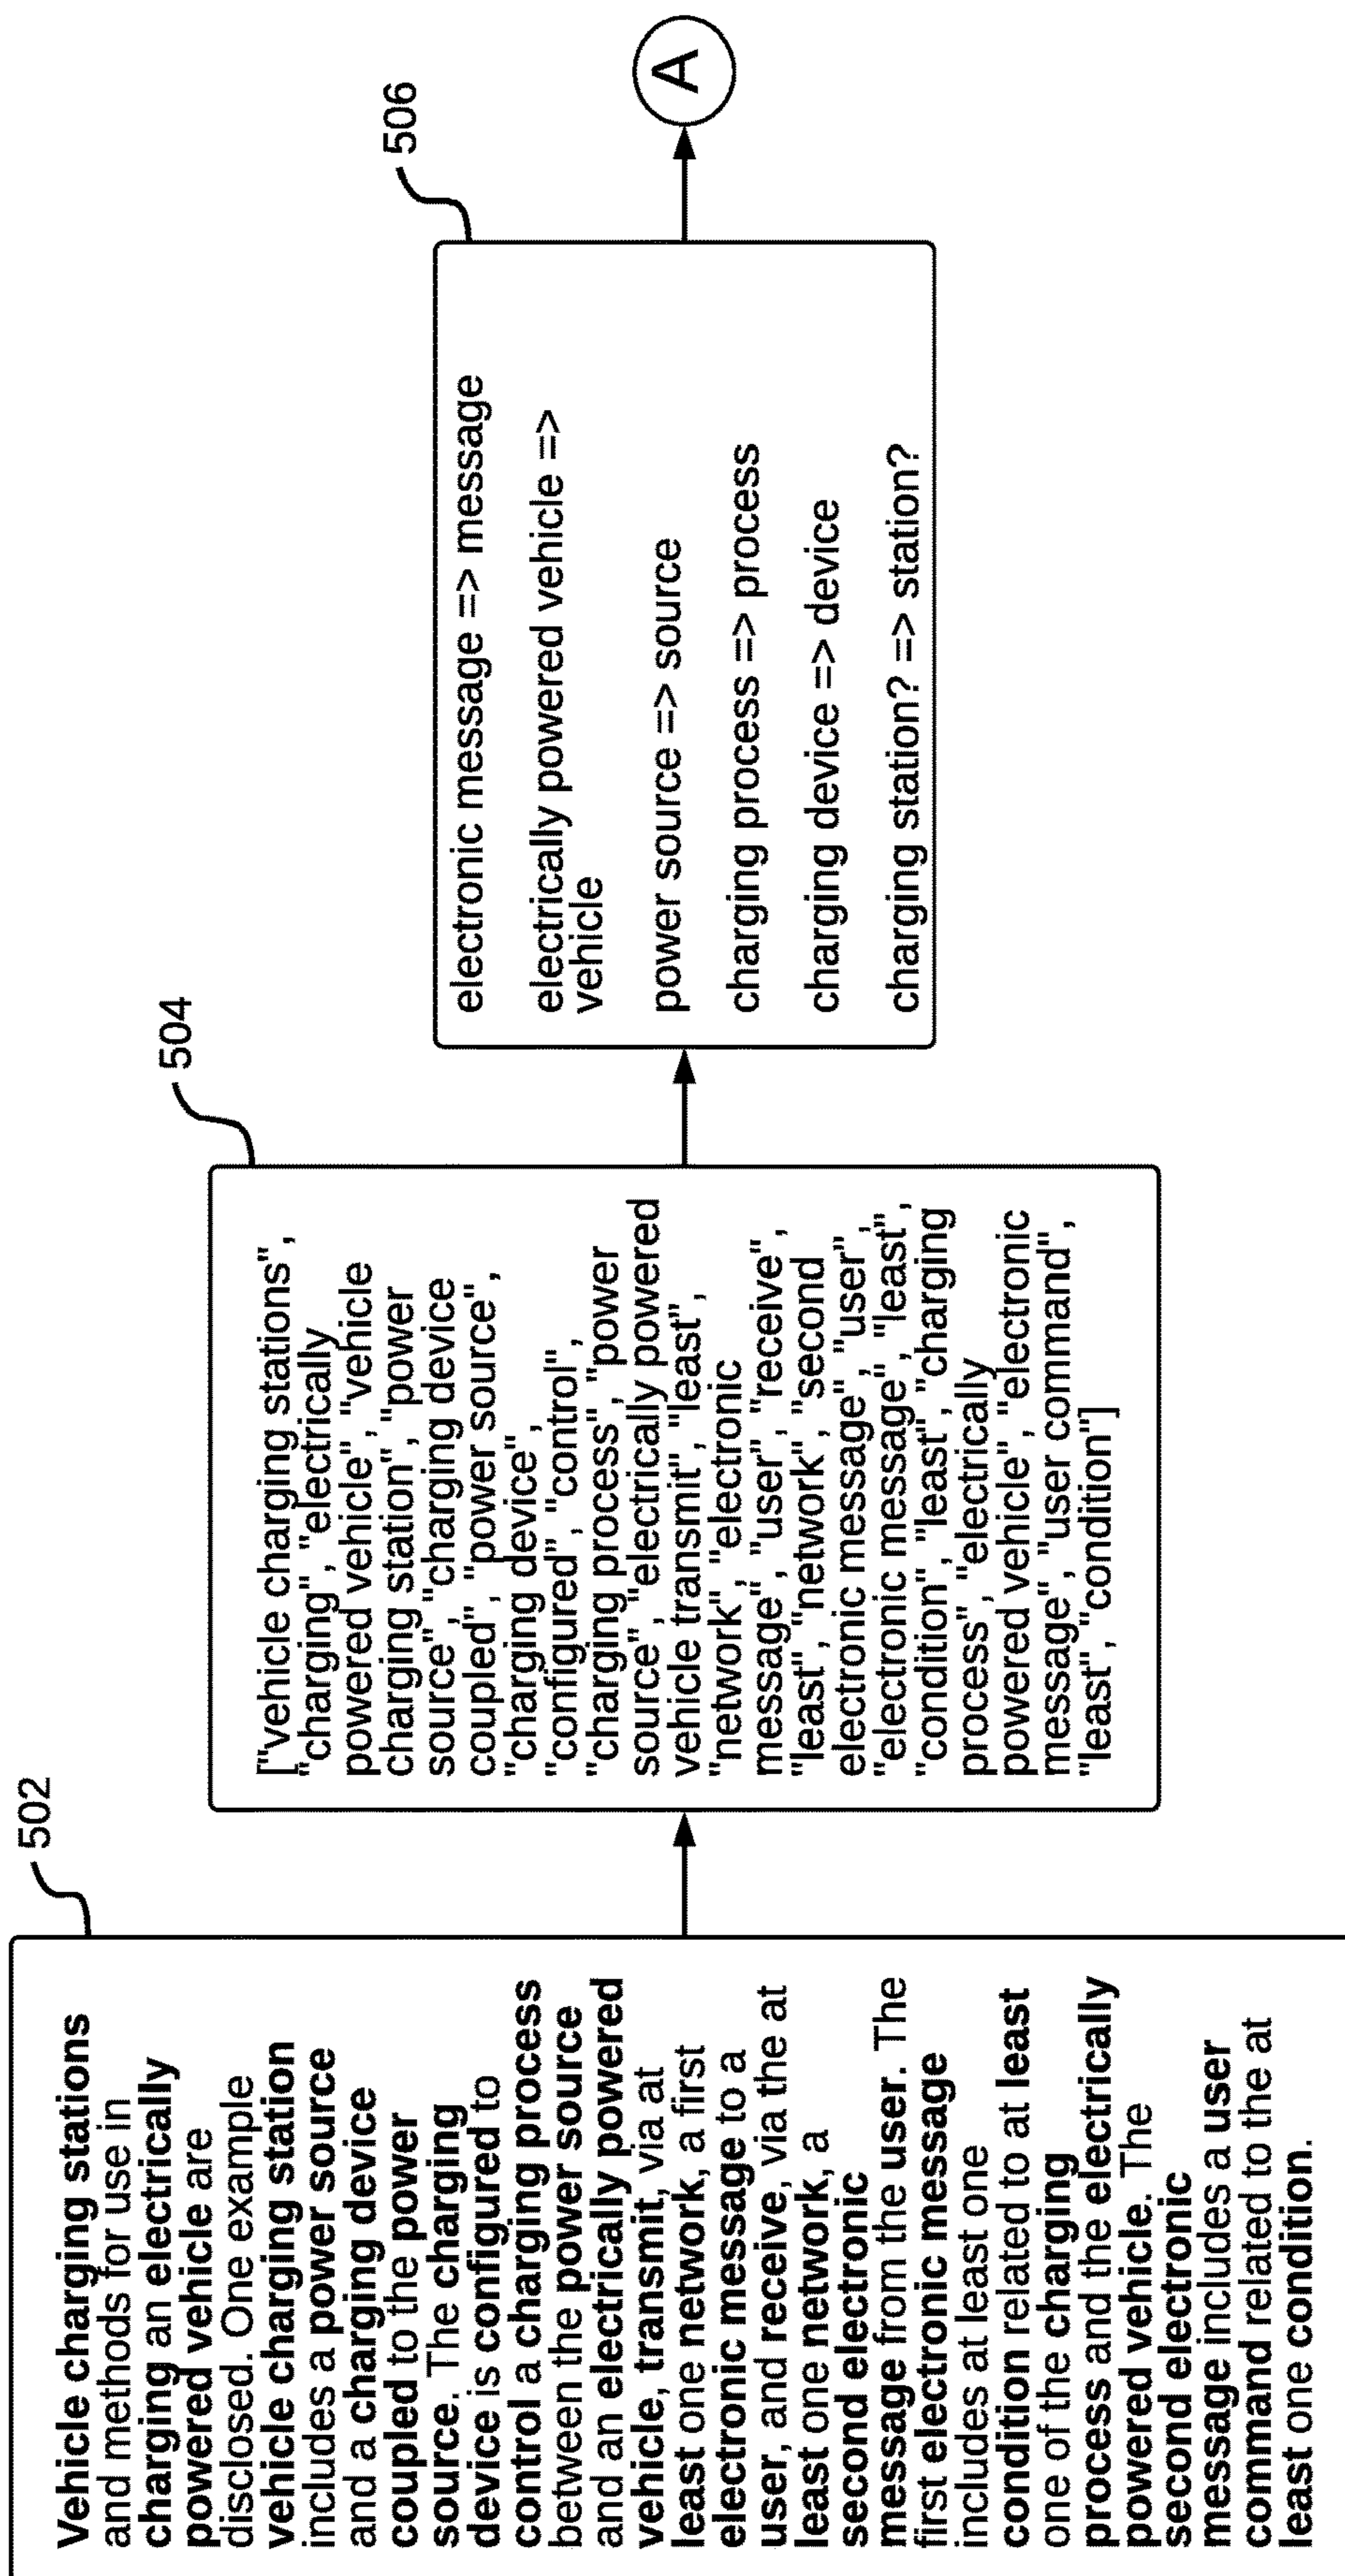 502
Vehicle charging stations
and methods for use in
charging an electrically
powered vehicle are
disclosed. One example
vehicle charging station
includes a power source
and a charging device
coupled to the power
source. The charging
device is configured to
control a charging process
between the power source
and an electrically powered
vehicle, transmit, via at
least one network, a first
electronic message to a
user, and receive, via the at
least one network, a
second electronic
message from the user. The
first electronic message
includes at least one
condition related to at least
one of the charging
process and the electrically
powered vehicle. The
second electronic
message includes a user
command related to the at
least one condition.
504
["vehicle charging stations",
"charging","electrically
powered vehicle","vehicle
charging station","power
source","charging device
coupled","power source",
"charging device",
"configured","control",
"charging process","power
source","electrically powered
vehicle transmit","least",
"network","electronic
message","user","receive",
"least","network","second
electronic message","user",
"electronic message","least",
"condition","least","charging
process","electrically
powered vehicle","electronic
message","user command",
"least","condition"]
506
electronic message => message
electrically powered vehicle =>
vehicle
power source => source
charging process => process
charging device => device
charging station? => station?
A